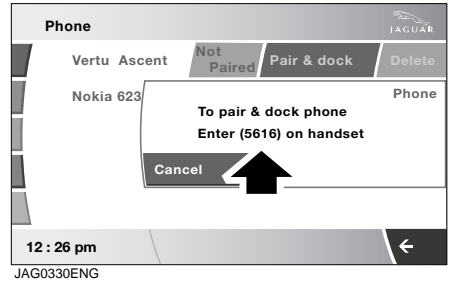 Phone
JAGUAR
Vertu Ascent Not Paired Pair & dock Delete
Nokia 623
Phone
To pair & dock phone
Enter (5616) on handset
Cancel
12 : 26 pm
JAG0330ENG